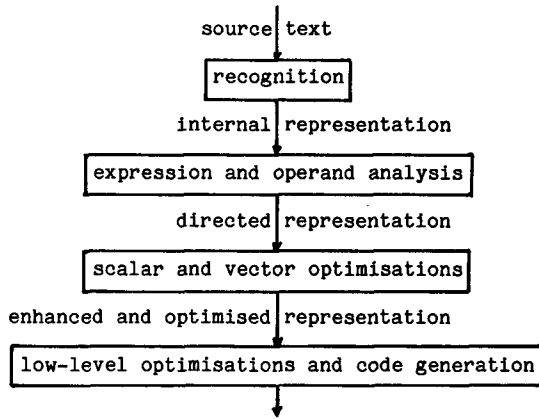 source text
recognition
internal representation
expression and operand analysis
directed representation
scalar and vector optimisations
enhanced and optimised representation
low-level optimisations and code generation